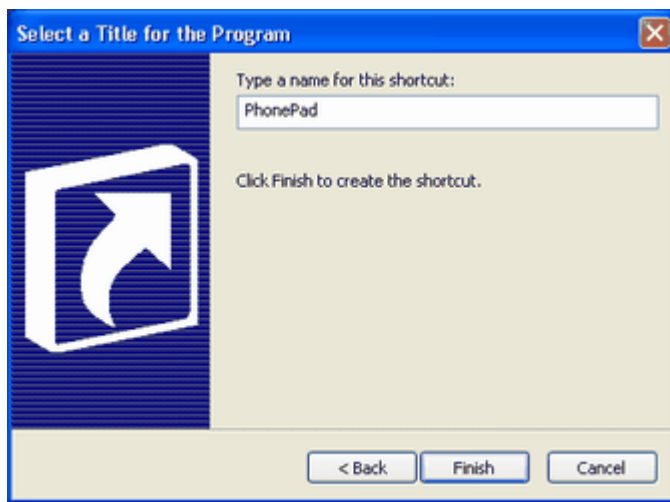 Select a Title for the Program
Type a name for this shortcut:
PhonePad
Click Finish to create the shortcut.
< Back
Finish
Cancel